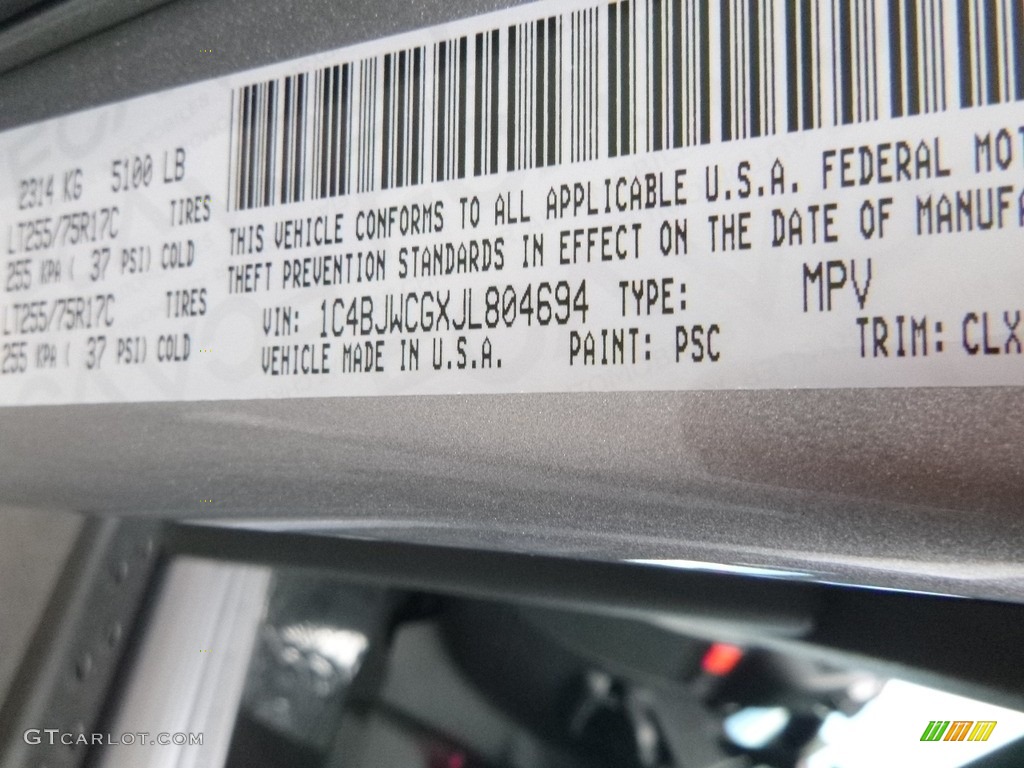 2314 KG 5100 LB
LT255/75R17C TIRES
255 KPA ( 37 PSI) COLD
LT255/75R17C TIRES
255 KPA ( 37 PSI) COLD
THIS VEHICLE CONFORMS TO ALL APPLICABLE U.S.A. FEDERAL MOT
THEFT PREVENTION STANDARDS IN EFFECT ON THE DATE OF MANUFA
VIN: 1C4BJWCGXJL804694 TYPE: MPV
VEHICLE MADE IN U.S.A. PAINT: PSC TRIM: CLX
GTCARLOT.COM